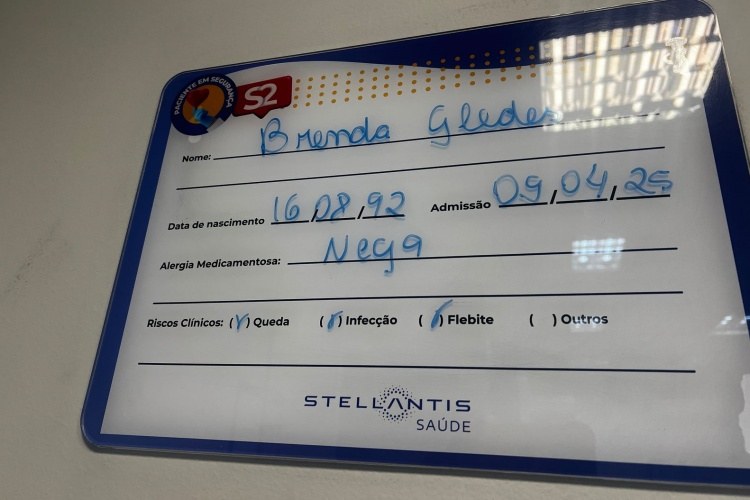 PACIENTE EM SEGURANÇA
S2
Nome: Brenda Gledes
Data de nascimento 16/08/92 Admissão 09/04/25
Alergia Medicamentosa: Nega
Riscos Clínicos: (✓) Queda (✓) Infecção (✓) Flebite ( ) Outros
STELLANTIS
SAÚDE